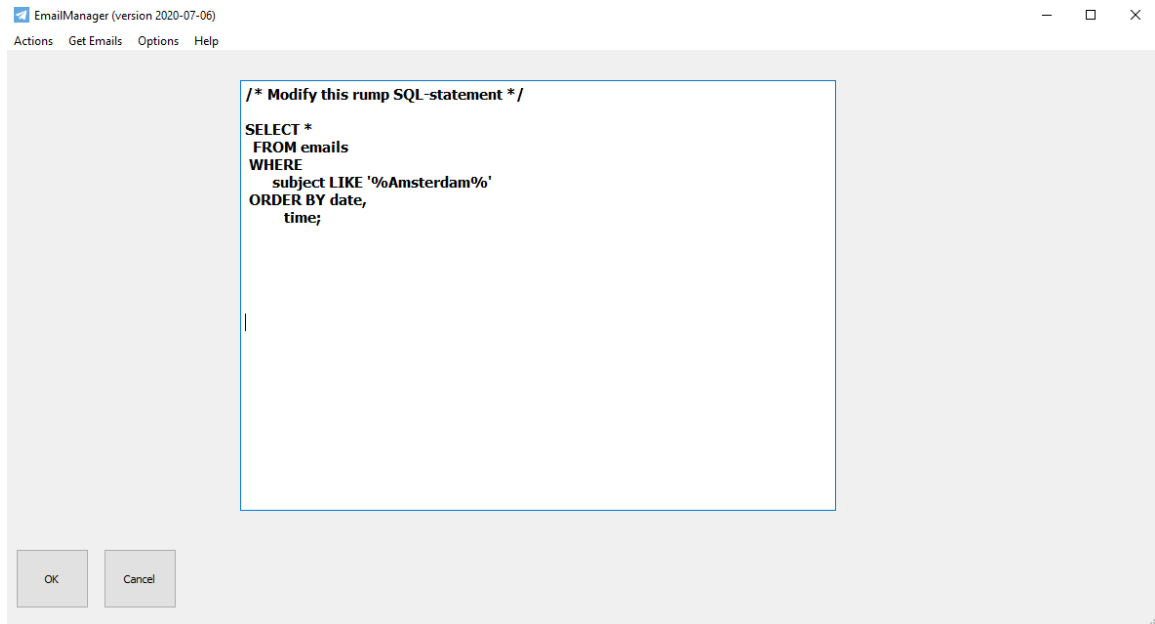 EmailManager (version 2020-07-06)
Actions Get Emails Options Help
/* Modify this rump SQL-statement */
SELECT *
FROM emails
WHERE
subject LIKE '%Amsterdam%'
ORDER BY date,
time;
OK Cancel